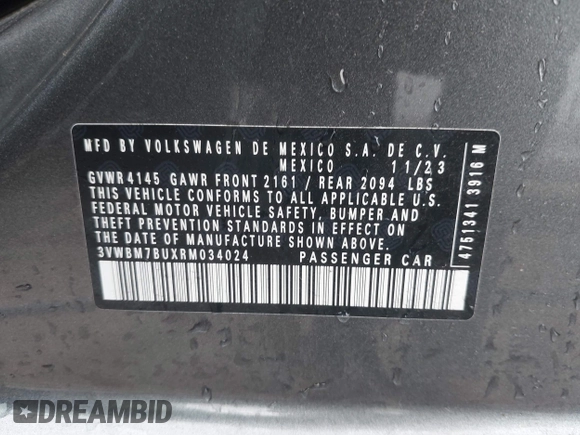 MFD BY VOLKSWAGEN DE MEXICO S.A. DE C.V.
MEXICO 11/23
GVWR 4145 GAWR FRONT 2161 / REAR 2094 LBS
THIS VEHICLE CONFORMS TO ALL APPLICABLE U.S.
FEDERAL MOTOR VEHICLE SAFETY, BUMPER AND
THEFT PREVENTION STANDARDS IN EFFECT ON
THE DATE OF MANUFACTURE.
3VWBM7BUXRM034024 PASSENGER CAR
4751341 3916 M
DREAMBID